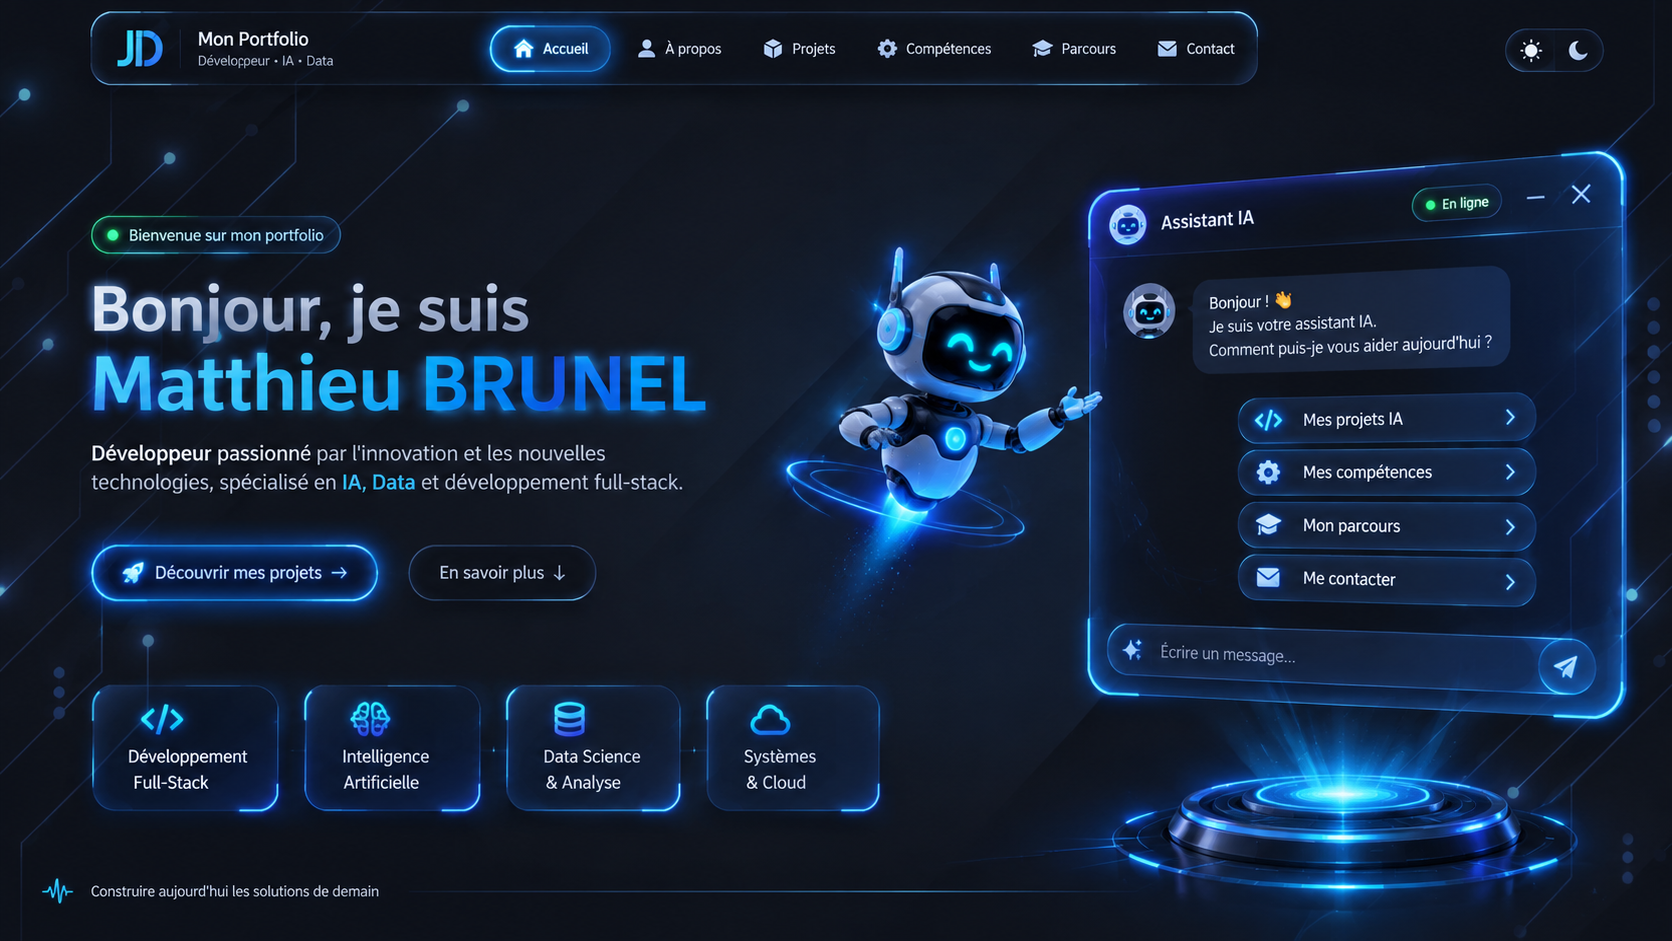 JD
Mon Portfolio
Développeur • IA • Data
Accueil
À propos
Projets
Compétences
Parcours
Contact
Bienvenue sur mon portfolio
Bonjour, je suis
Matthieu BRUNEL
Développeur passionné par l'innovation et les nouvelles
technologies, spécialisé en IA, Data et développement full-stack.
Découvrir mes projets →
En savoir plus ↓
Développement
Full-Stack
Intelligence
Artificielle
Data Science
& Analyse
Systèmes
& Cloud
Construire aujourd'hui les solutions de demain
Assistant IA
En ligne
Bonjour ! 👋
Je suis votre assistant IA.
Comment puis-je vous aider aujourd'hui ?
Mes projets IA
Mes compétences
Mon parcours
Me contacter
Écrire un message...